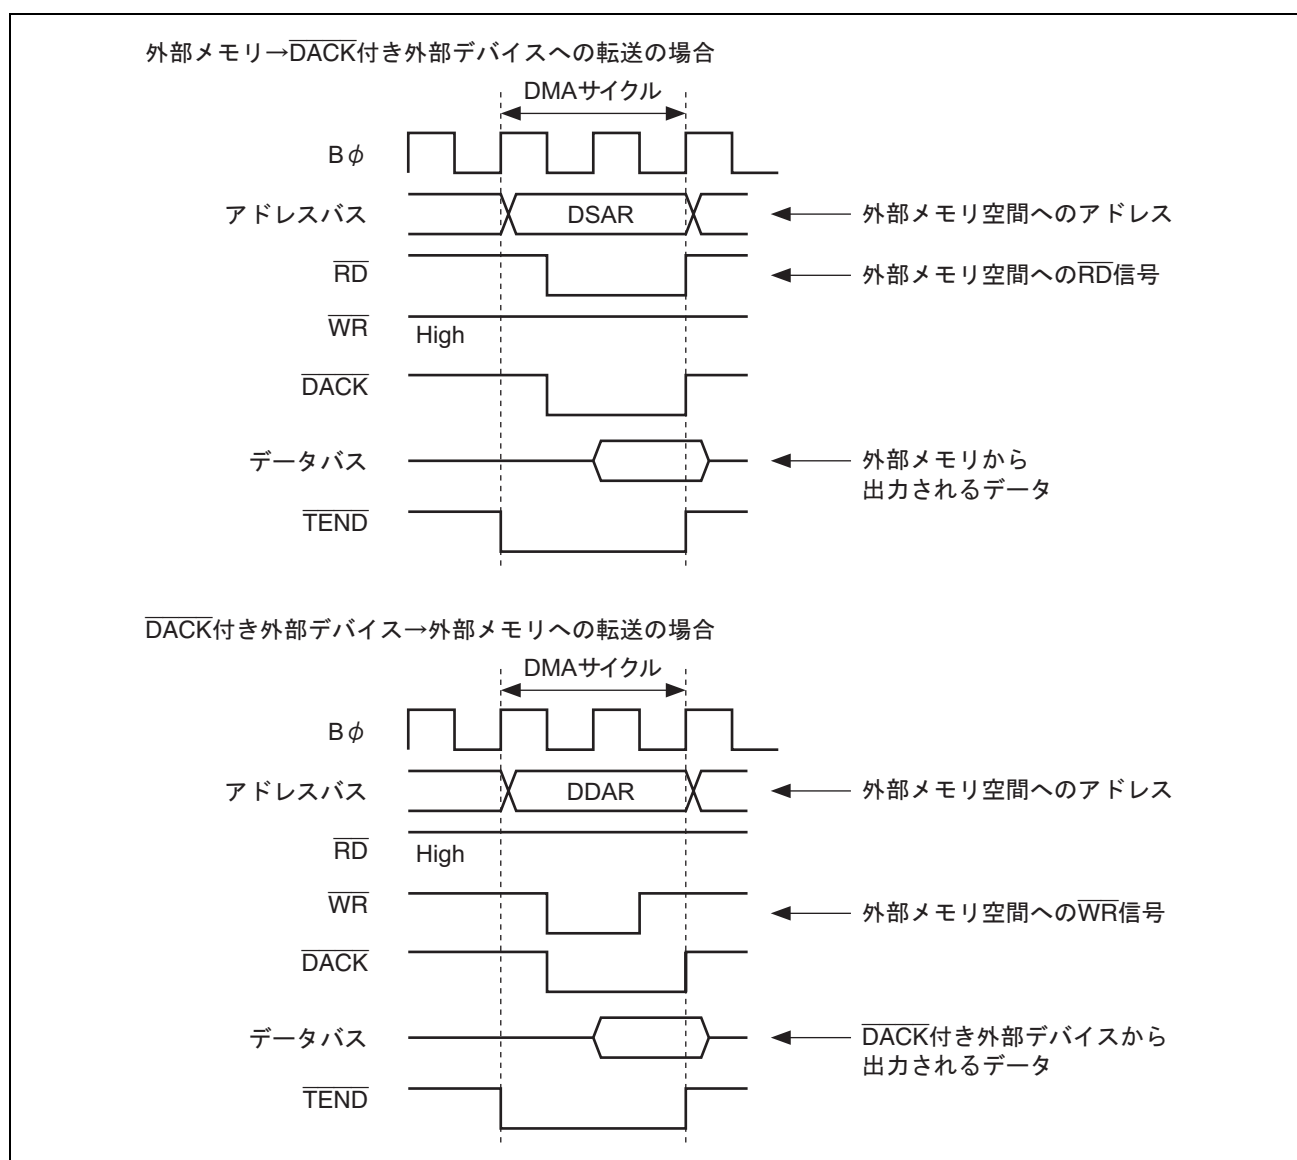 外部メモリ→DACK付き外部デバイスへの転送の場合
DMAサイクル
Bφ
アドレスバス
DSAR
外部メモリ空間へのアドレス
RD
外部メモリ空間へのRD信号
WR
High
DACK
データバス
外部メモリから
出力されるデータ
TEND
DACK付き外部デバイス→外部メモリへの転送の場合
DMAサイクル
Bφ
アドレスバス
DDAR
外部メモリ空間へのアドレス
RD
High
WR
外部メモリ空間へのWR信号
DACK
データバス
DACK付き外部デバイスから
出力されるデータ
TEND